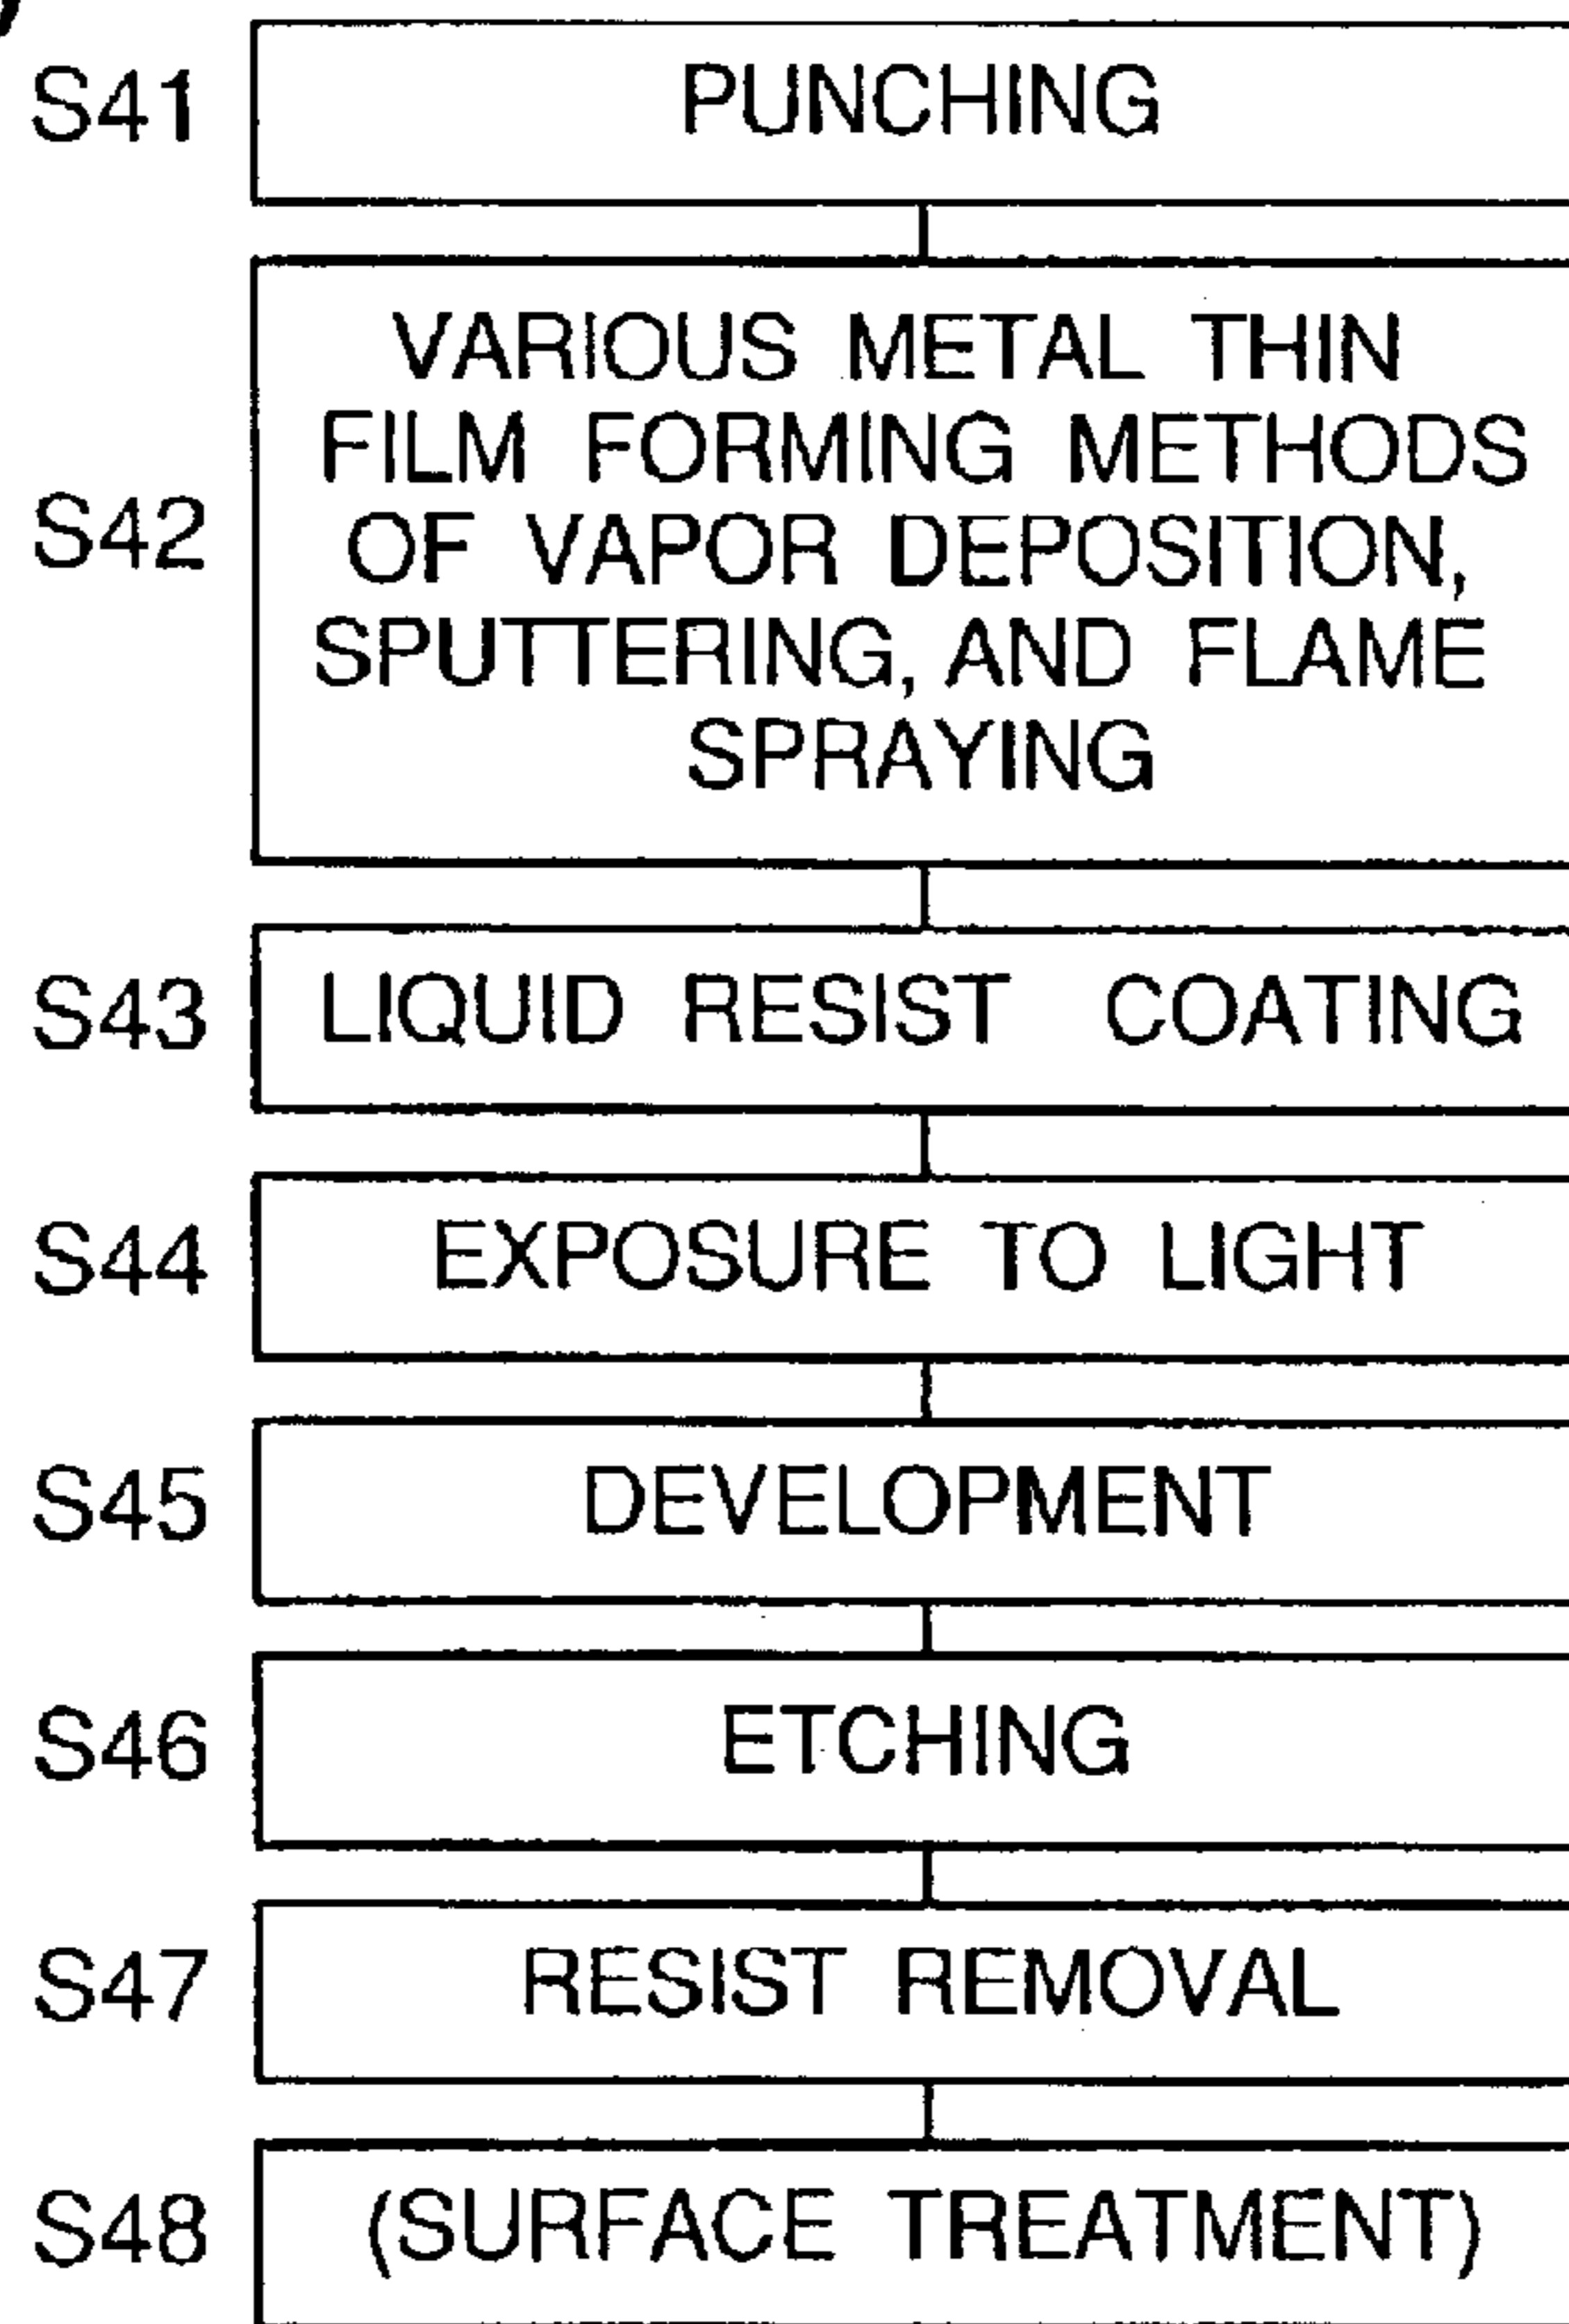 S41 PUNCHING
VARIOUS METAL THIN
FILM FORMING METHODS
S42 OF VAPOR DEPOSITION,
SPUTTERING, AND FLAME
SPRAYING
S43 LIQUID RESIST COATING
S44 EXPOSURE TO LIGHT
S45 DEVELOPMENT
S46 ETCHING
S47 RESIST REMOVAL
S48 (SURFACE TREATMENT)